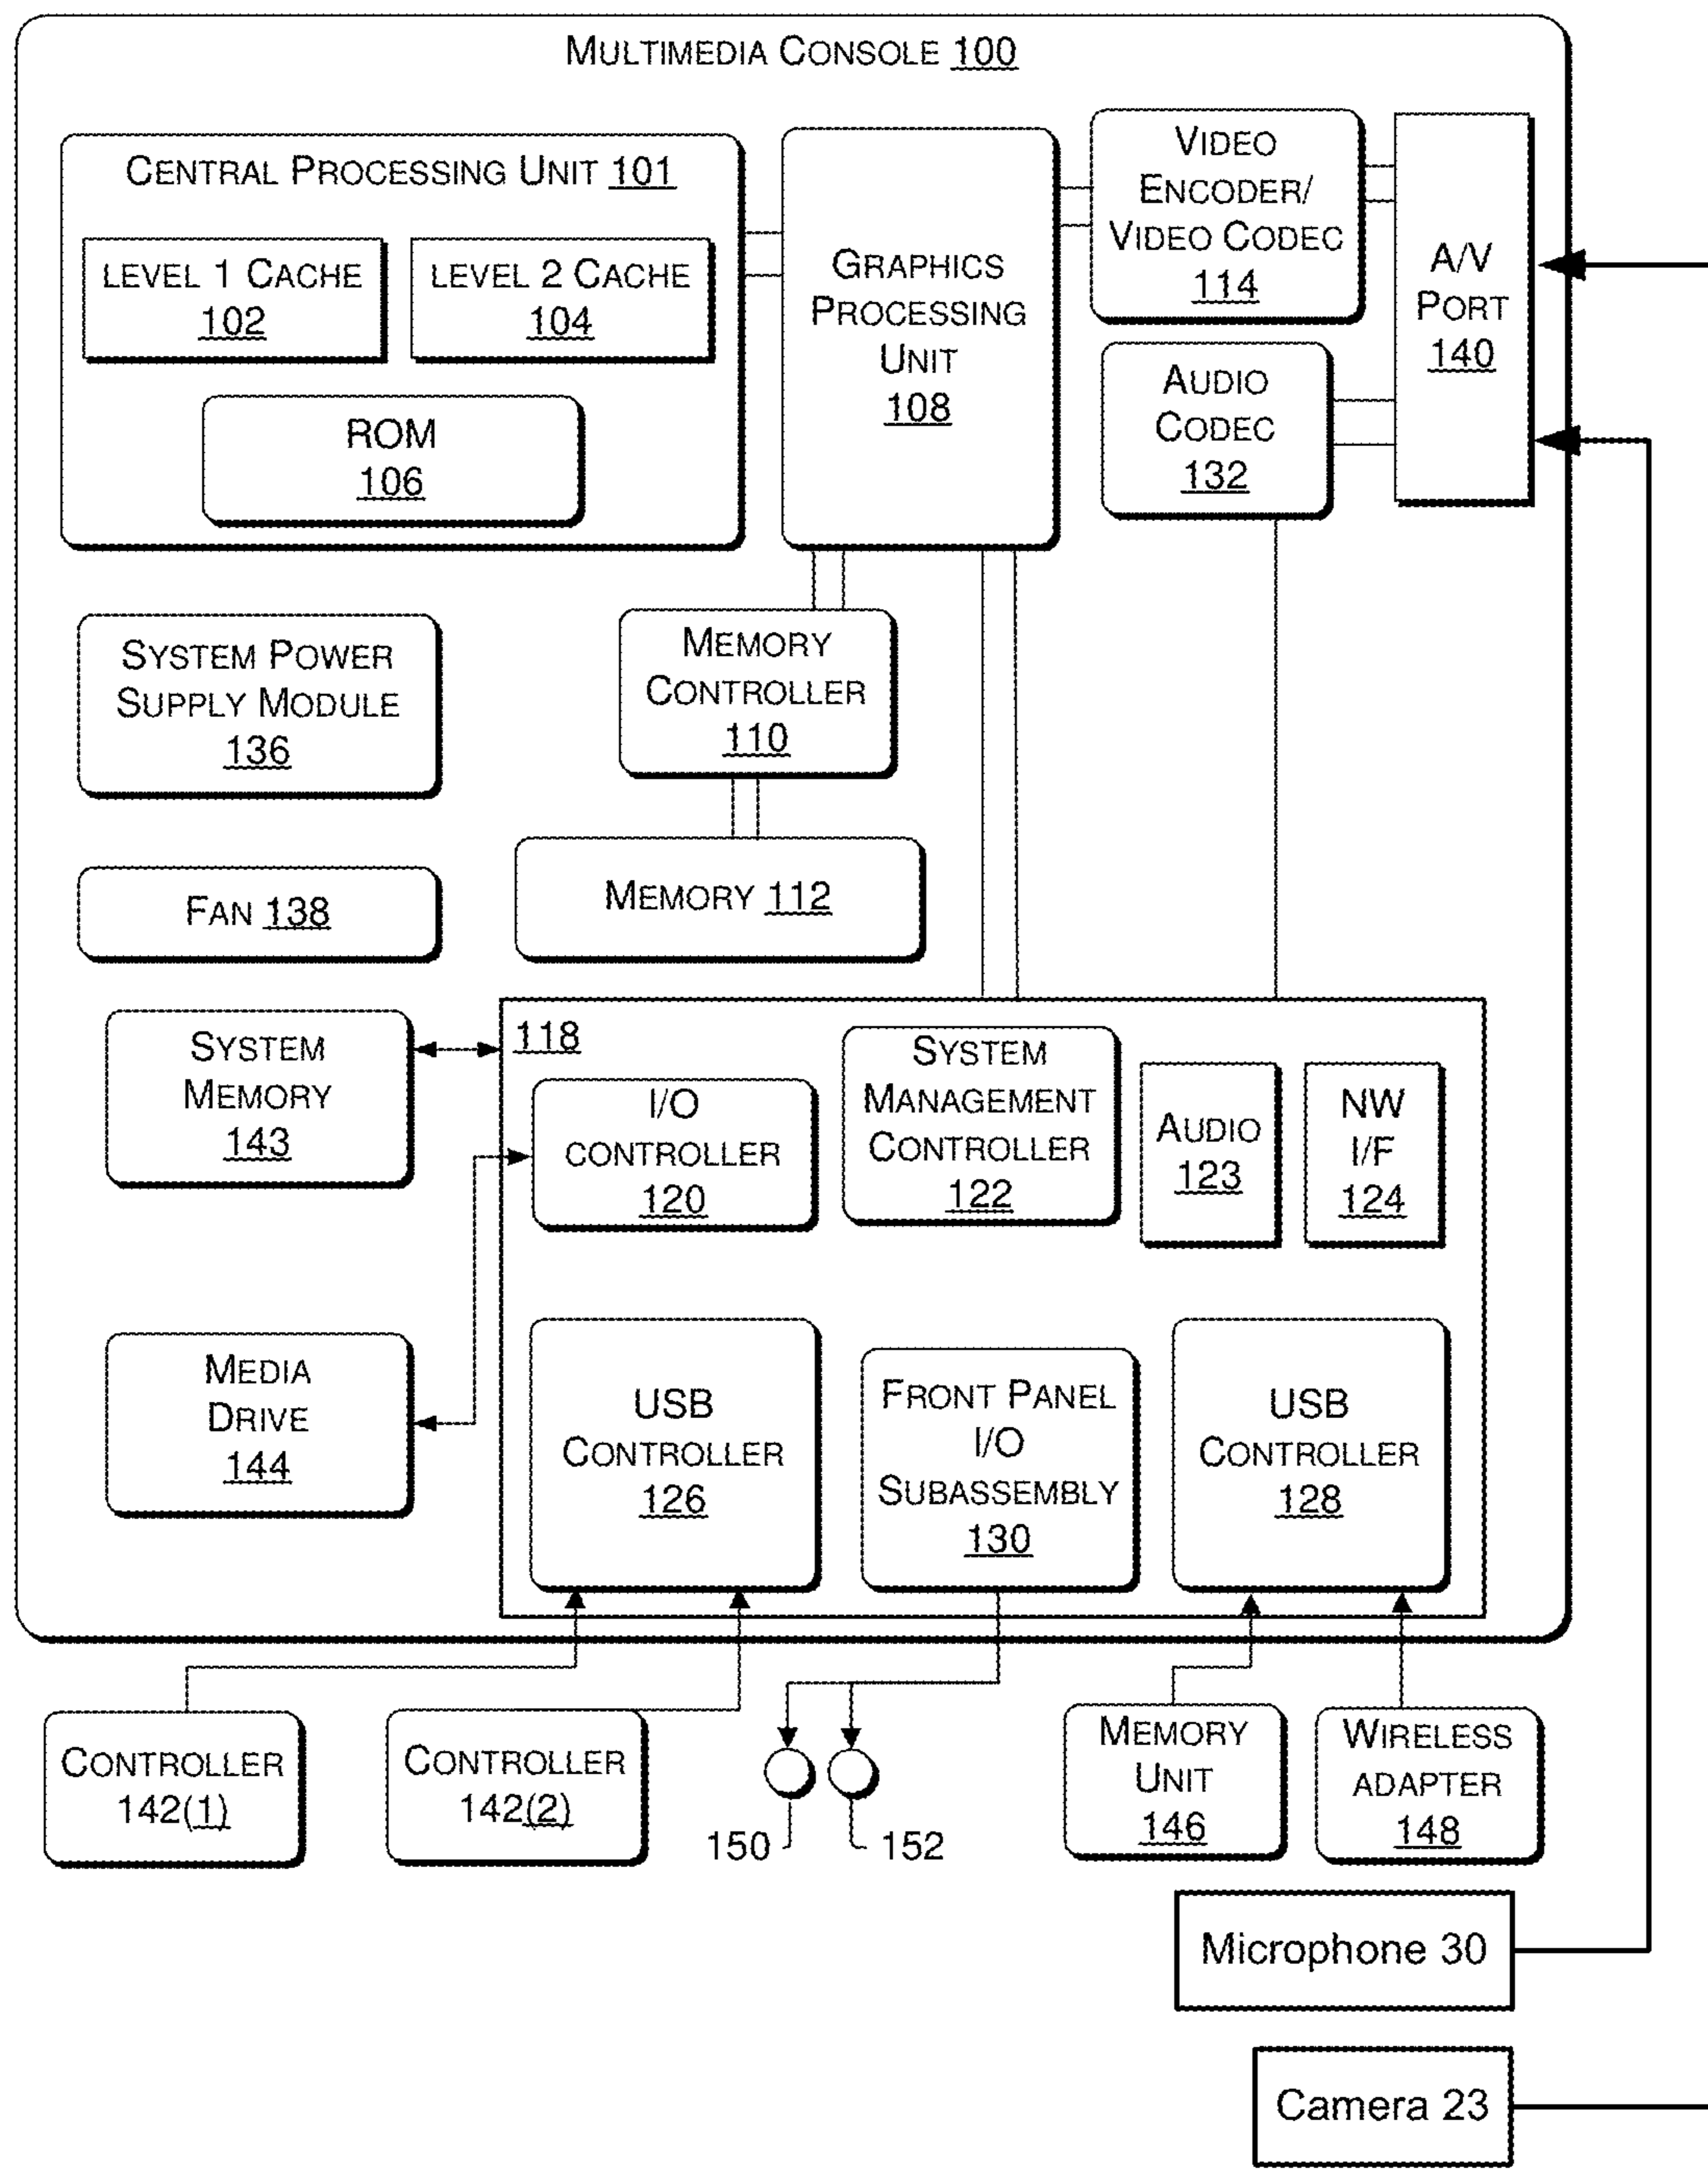 MULTIMEDIA CONSOLE 100
CENTRAL PROCESSING UNIT 101
LEVEL 1 CACHE
102
LEVEL 2 CACHE
104
ROM
106
GRAPHICS
PROCESSING
UNIT
108
VIDEO
ENCODER/
VIDEO CODEC
114
A/V
PORT
140
AUDIO
CODEC
132
SYSTEM POWER
SUPPLY MODULE
136
MEMORY
CONTROLLER
110
FAN 138
MEMORY 112
SYSTEM
MEMORY
143
118
I/O
CONTROLLER
120
SYSTEM
MANAGEMENT
CONTROLLER
122
AUDIO
123
NW
I/F
124
MEDIA
DRIVE
144
USB
CONTROLLER
126
FRONT PANEL
I/O
SUBASSEMBLY
130
USB
CONTROLLER
128
CONTROLLER
142(1)
CONTROLLER
142(2)
150
152
MEMORY
UNIT
146
WIRELESS
ADAPTER
148
Microphone 30
Camera 23